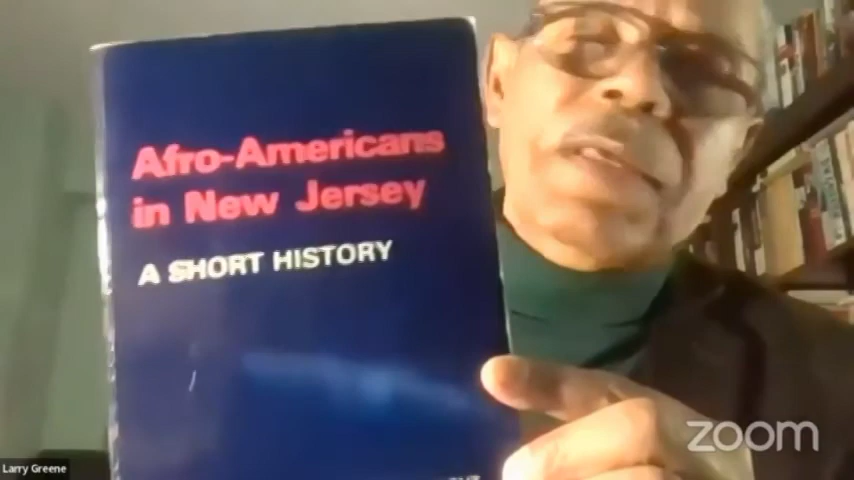 Afro-Americans
in New Jersey
A SHORT HISTORY
zoom
Larry Greene